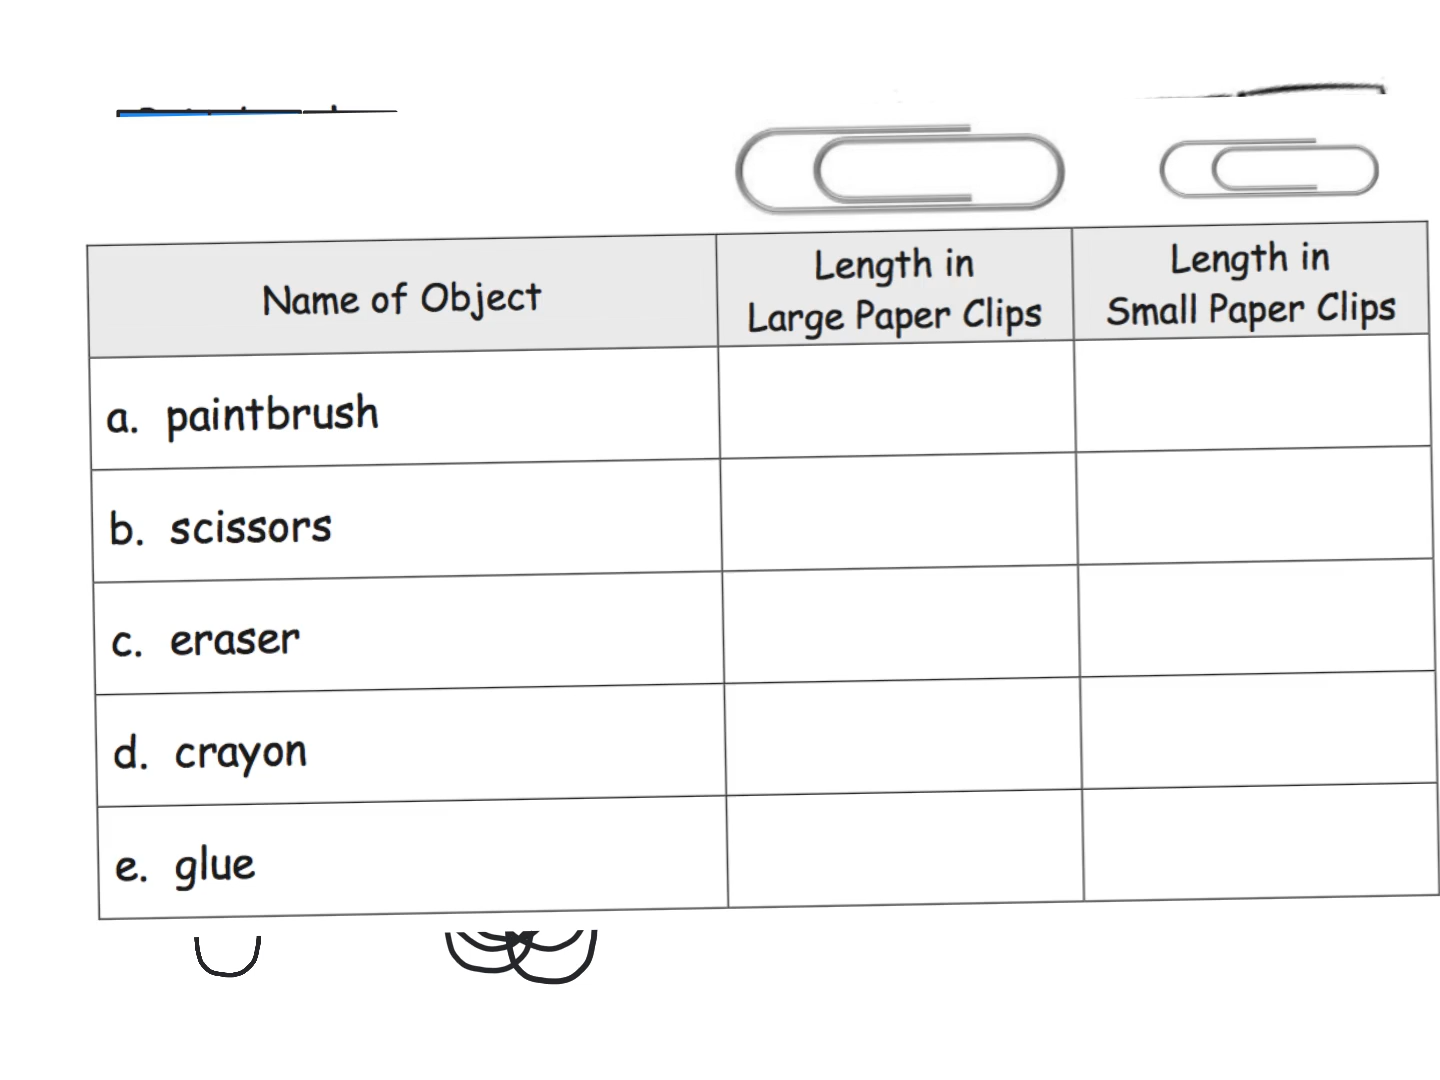 Name of Object
Length in
Large Paper Clips
Length in
Small Paper Clips
a. paintbrush
b. scissors
c. eraser
d. crayon
e. glue